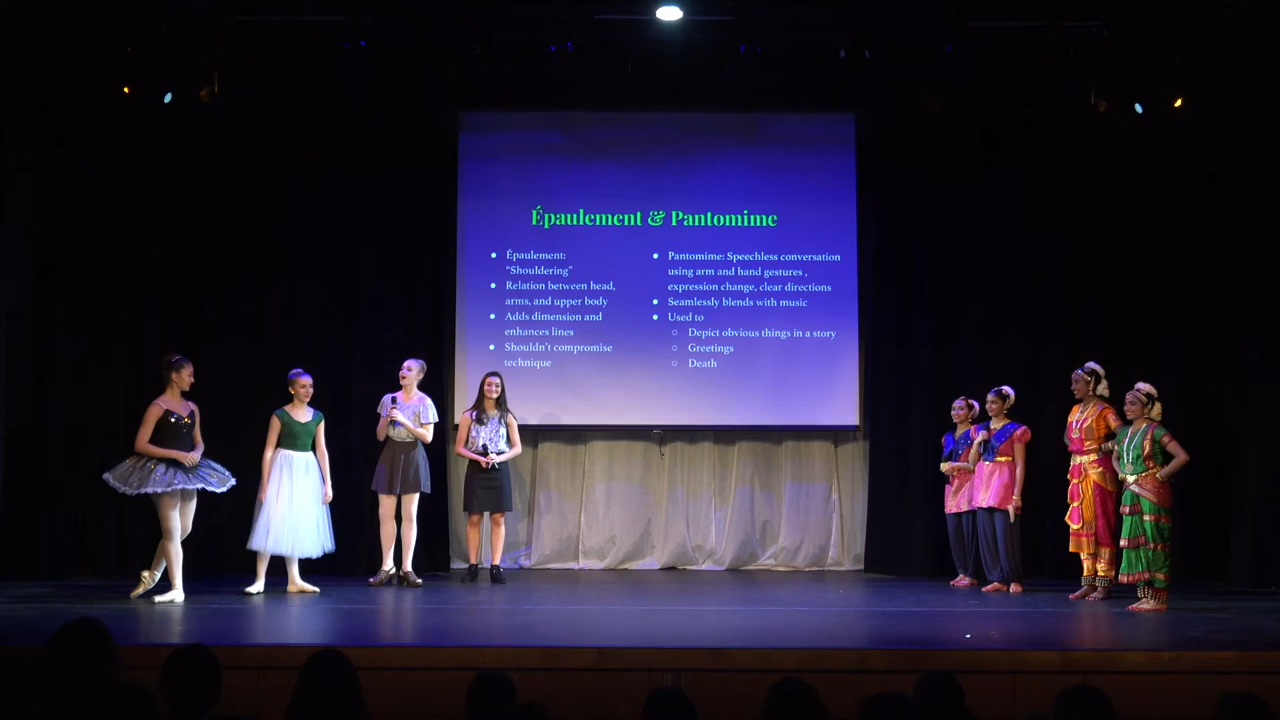 Épaulement & Pantomime
● Épaulement:
"Shouldering"
● Relation between head,
arms, and upper body
● Adds dimension and
enhances lines
● Shouldn't compromise
technique
● Pantomime: Speechless conversation
using arm and hand gestures ,
expression change, clear directions
● Seamlessly blends with music
● Used to
○ Depict obvious things in a story
○ Greetings
○ Death